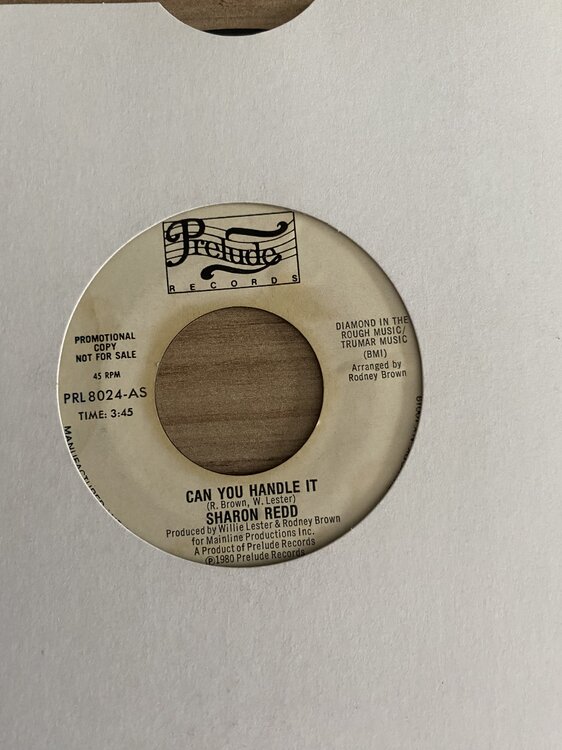 Prelude
RECORDS
PROMOTIONAL
COPY
NOT FOR SALE
45 RPM
PRL 8024-AS
TIME: 3:45
DIAMOND IN THE
ROUGH MUSIC/
TRUMAR MUSIC
(BMI)
Arranged by
Rodney Brown
CAN YOU HANDLE IT
(R. Brown, W. Lester)
SHARON REDD
Produced by Willie Lester & Rodney Brown
for Mainline Productions Inc.
A Product of Prelude Records
℗1980 Prelude Records